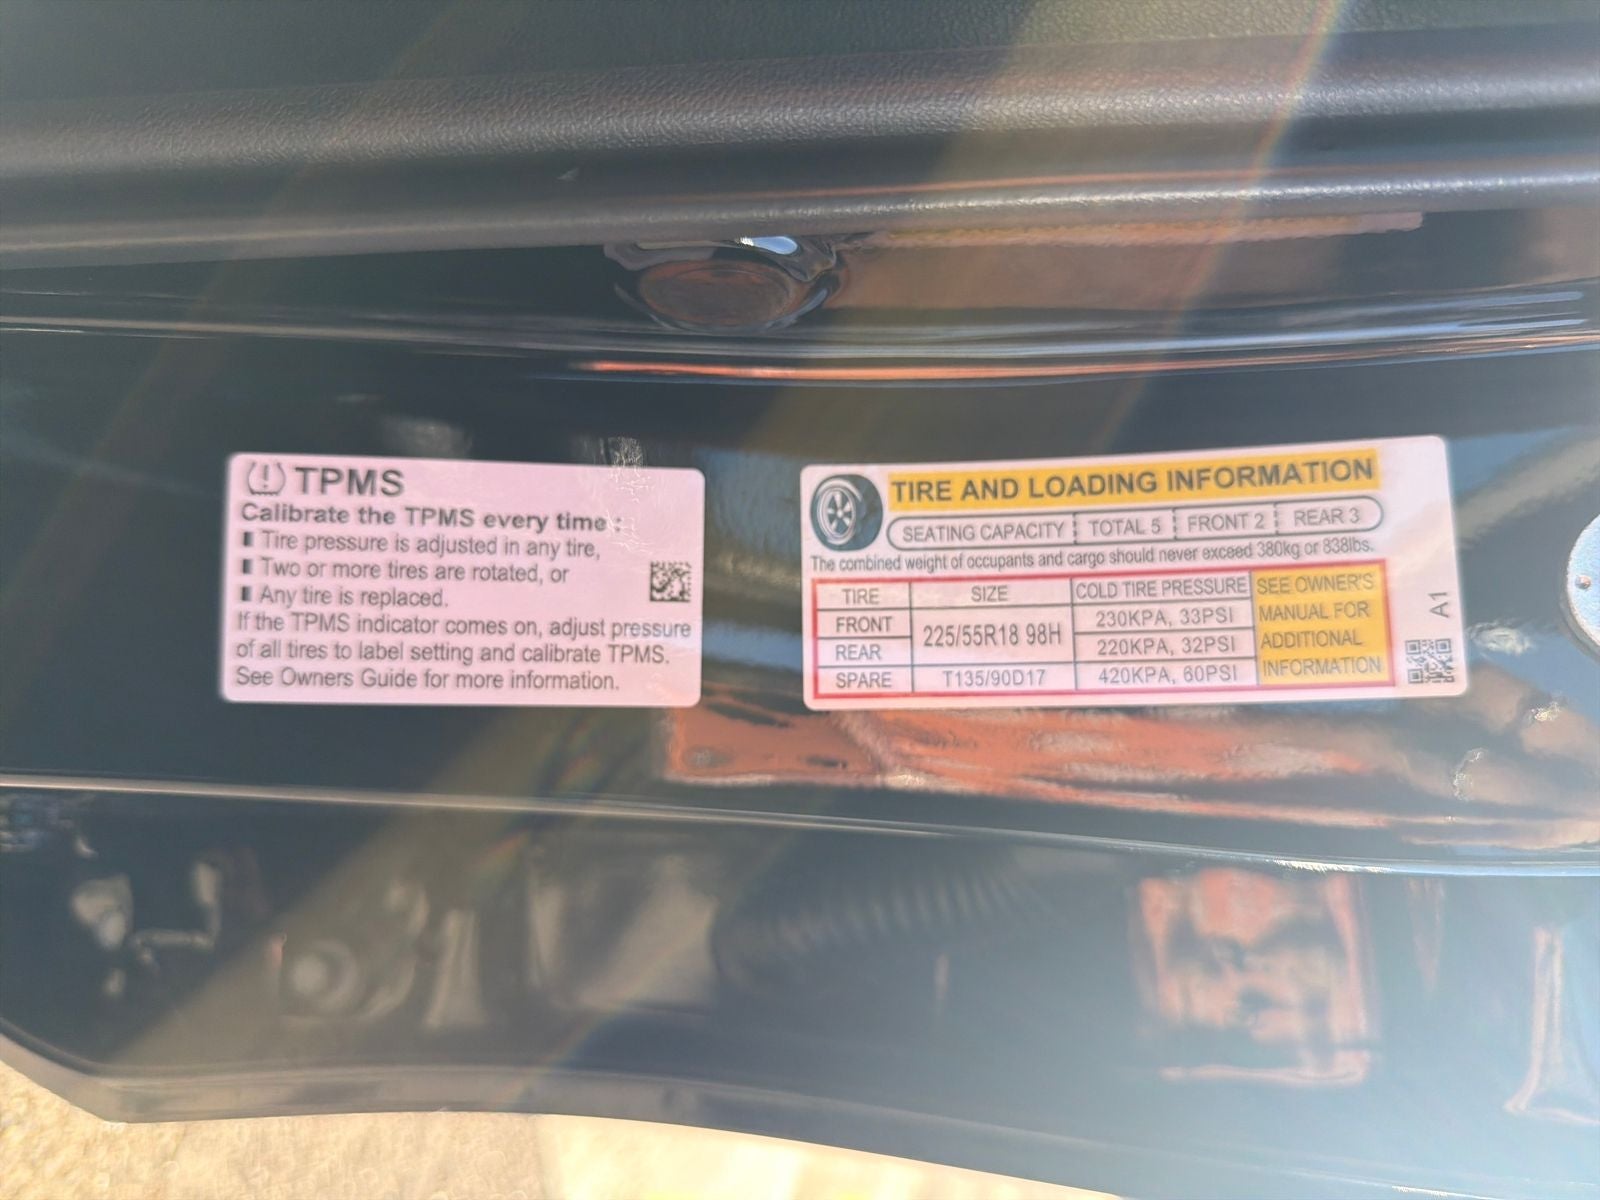 TPMS
Calibrate the TPMS every time :
Tire pressure is adjusted in any tire,
Two or more tires are rotated, or
Any tire is replaced.
If the TPMS indicator comes on, adjust pressure
of all tires to label setting and calibrate TPMS.
See Owners Guide for more information.
TIRE AND LOADING INFORMATION
SEATING CAPACITY TOTAL 5 FRONT 2 REAR 3
The combined weight of occupants and cargo should never exceed 380kg or 838lbs.
TIRE SIZE COLD TIRE PRESSURE
FRONT 225/55R18 98H 230KPA, 33PSI
REAR 220KPA, 32PSI
SPARE T135/90D17 420KPA, 60PSI
SEE OWNER'S
MANUAL FOR
ADDITIONAL
INFORMATION
A1